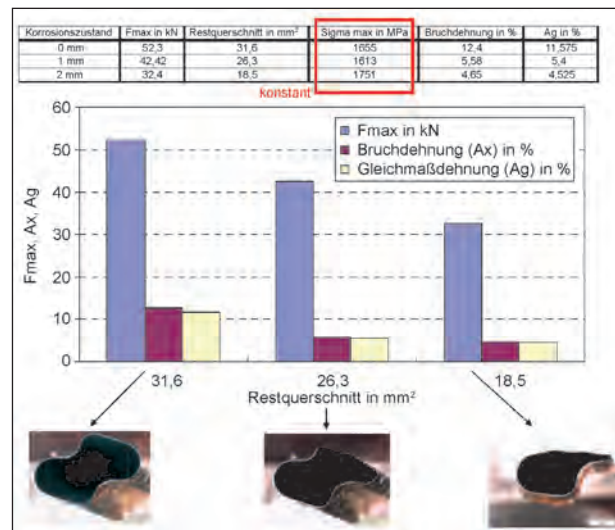 Korrosionszustand Fmax in kN Restquerschnitt in mm² Sigma max in MPa Bruchdehnung in % Ag in %
0 mm 52,3 31,6 1655 12,4 11,575
1 mm 42,42 26,3 1613 5,58 5,4
2 mm 32,4 18,5 1751 4,65 4,525
konstant
60
50
40
30
20
10
0
Fmax, Ax, Ag
Fmax in kN
Bruchdehnung (Ax) in %
Gleichmaßdehnung (Ag) in %
31,6 26,3 18,5
Restquerschnitt in mm²